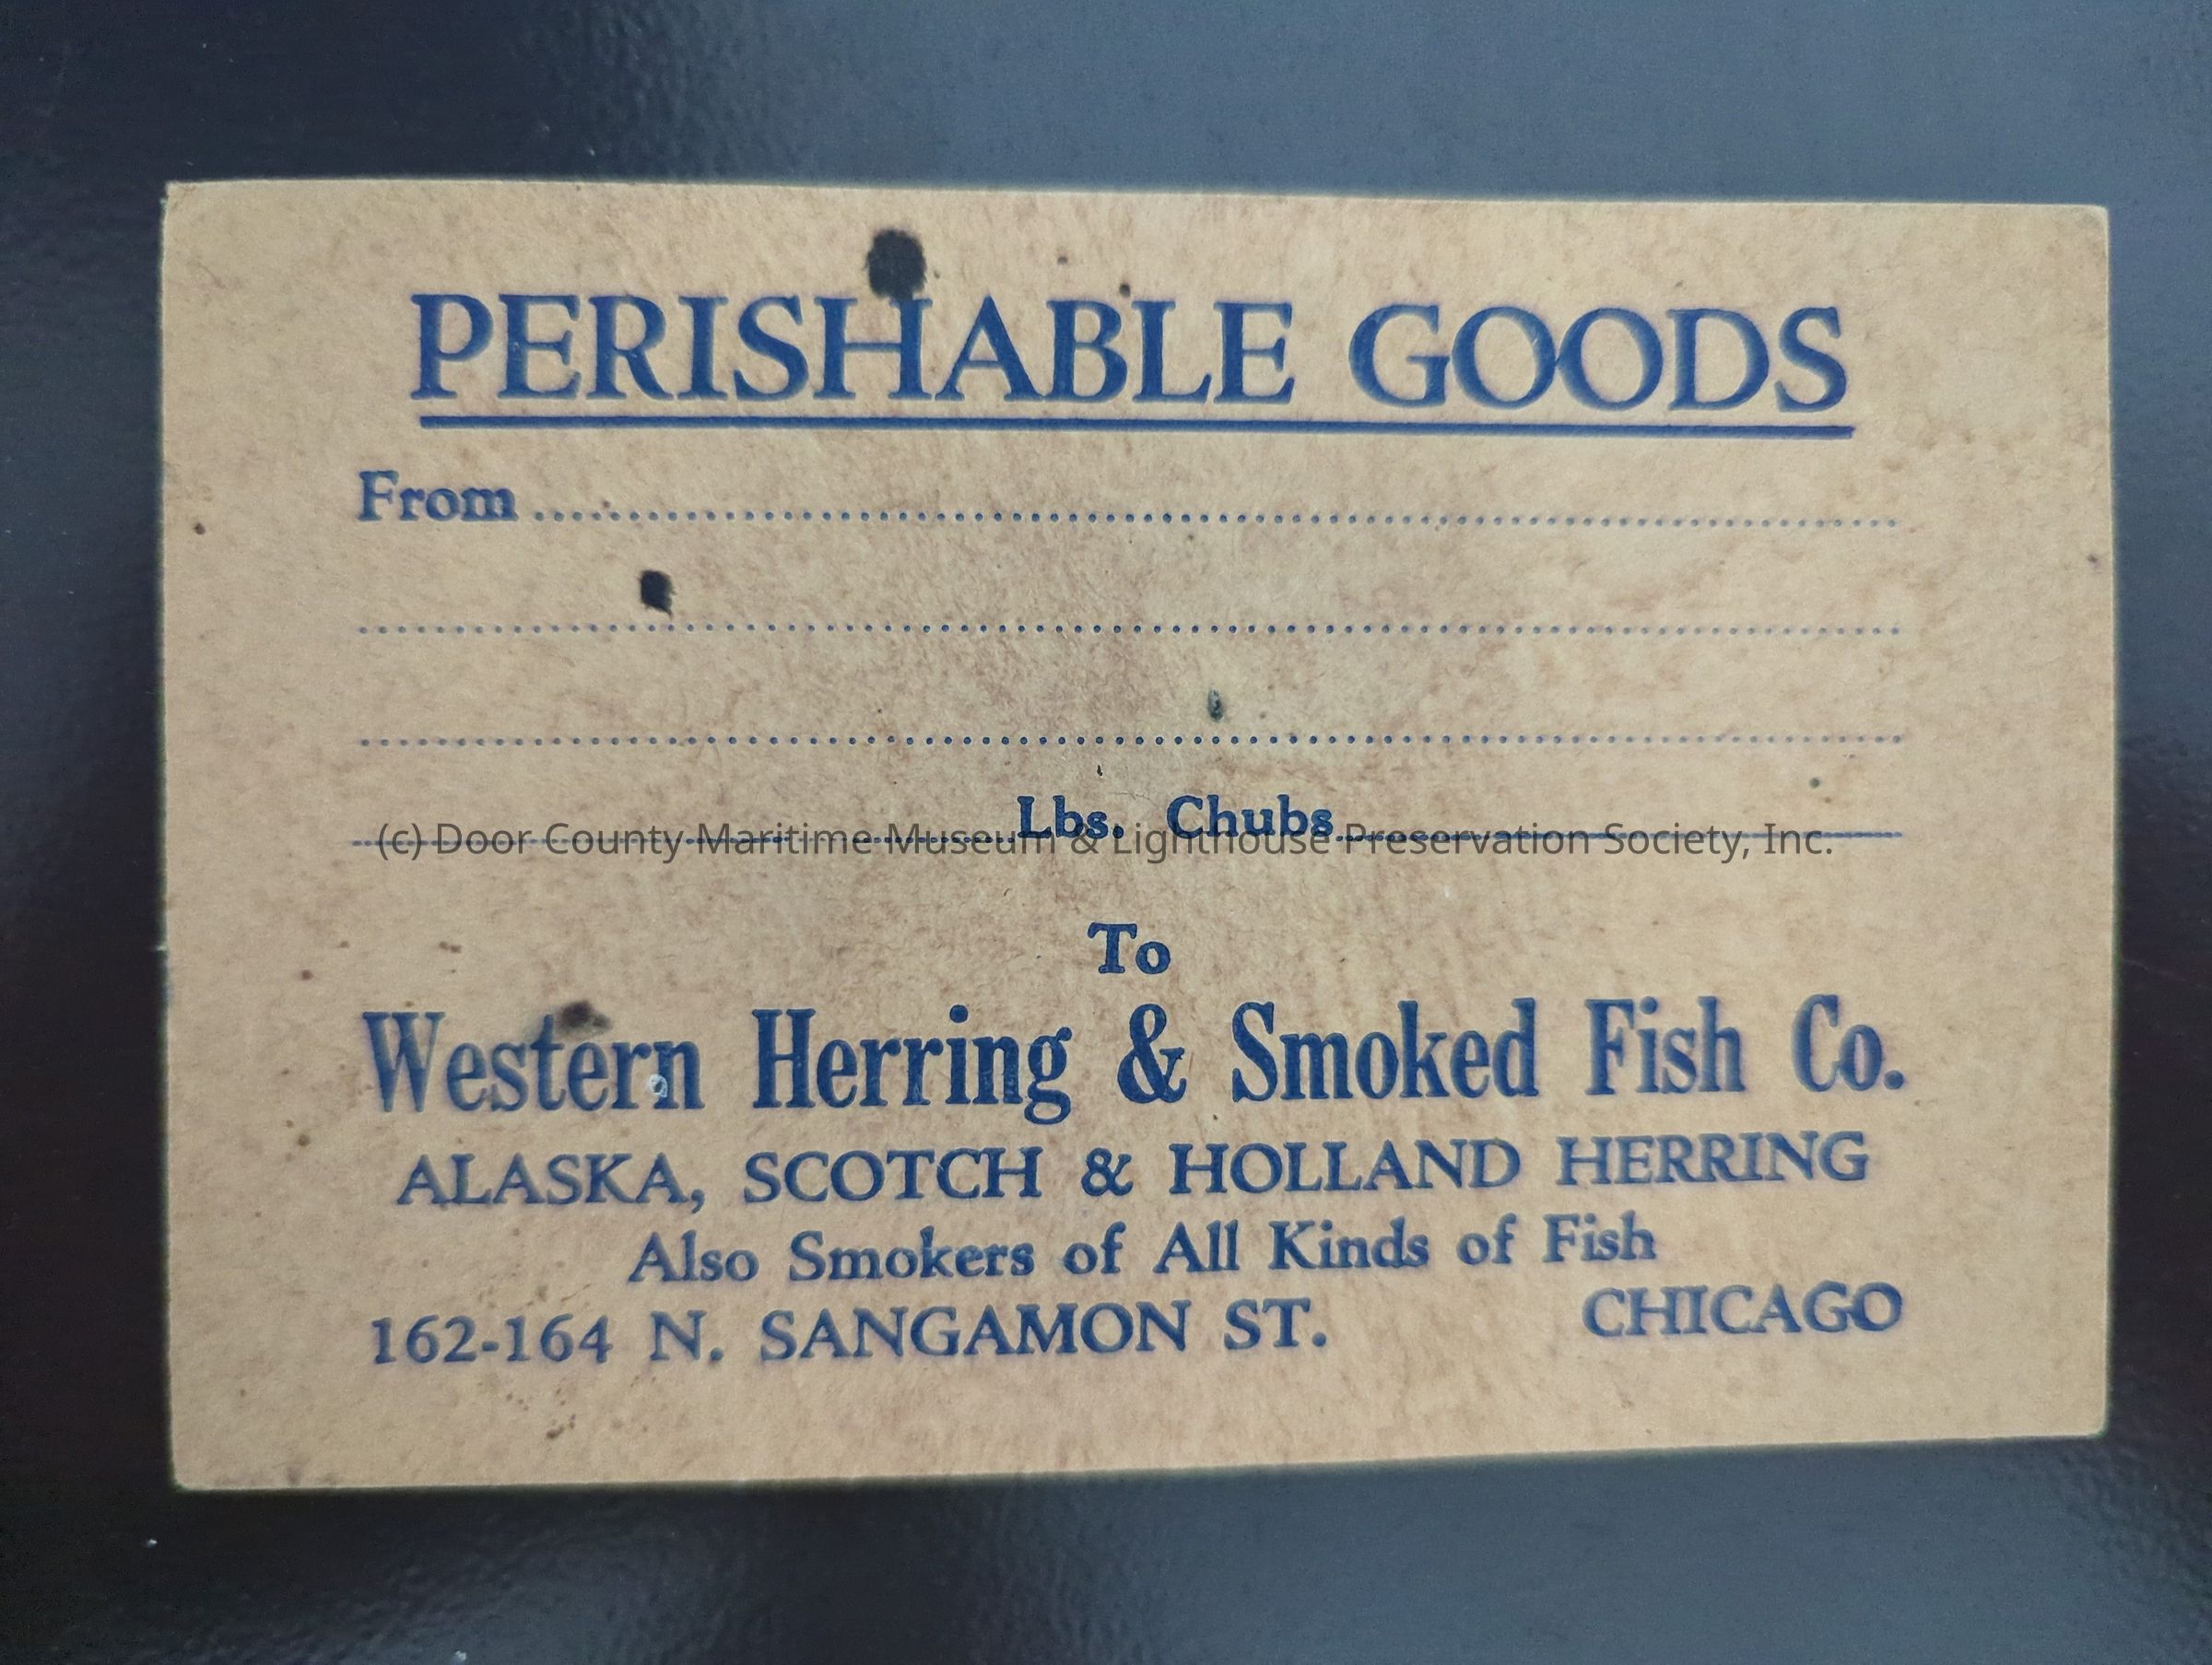 PERISHABLE GOODS
From
Lbs. Chubs
(c) Door County Maritime Museum & Lighthouse Preservation Society, Inc.
To
Western Herring & Smoked Fish Co.
ALASKA, SCOTCH & HOLLAND HERRING
Also Smokers of All Kinds of Fish
162-164 N. SANGAMON ST. CHICAGO